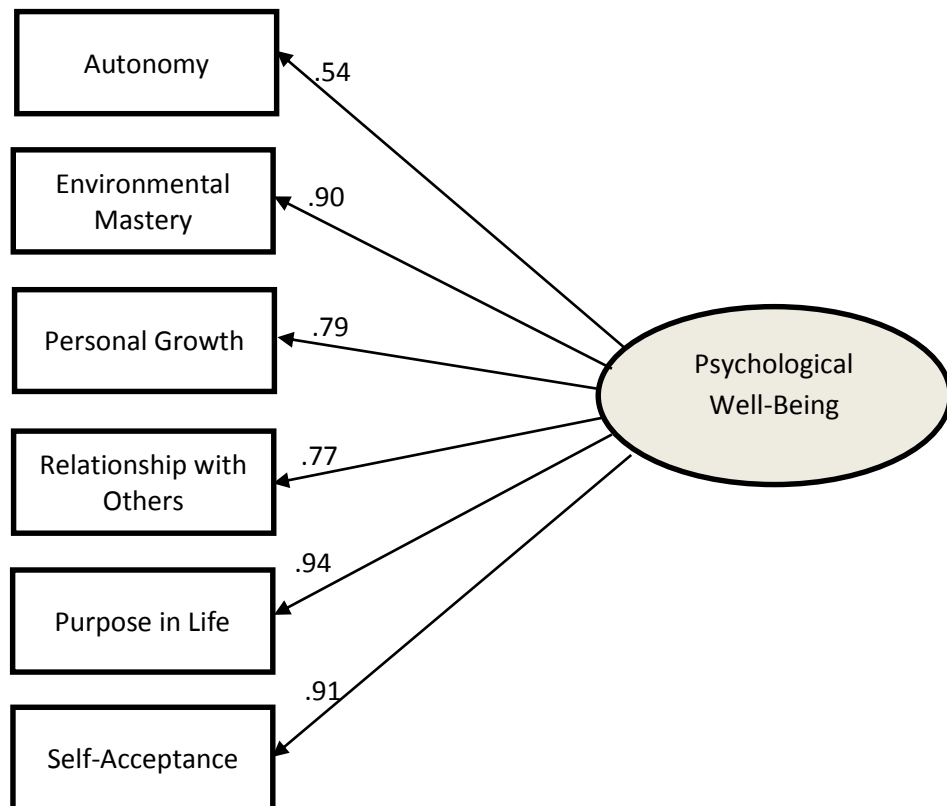 Autonomy
.54
Environmental
Mastery
.90
Personal Growth
.79
Psychological
Well-Being
Relationship with
Others
.77
Purpose in Life
.94
Self-Acceptance
.91